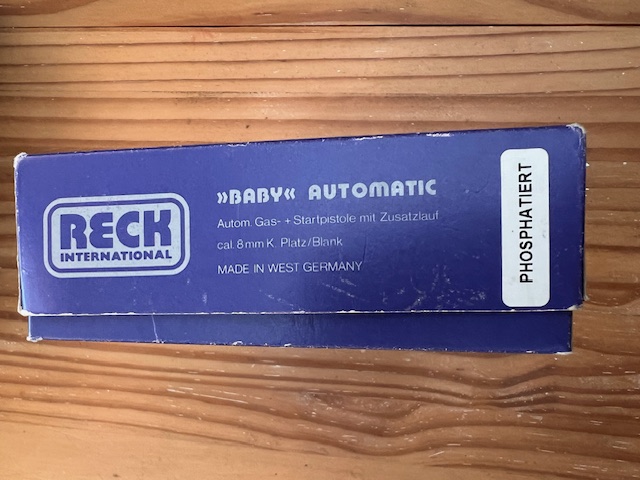 RECK
INTERNATIONAL
»BABY« AUTOMATIC
Autom. Gas- + Startpistole mit Zusatzlauf
cal. 8 mm K. Platz/Blank
MADE IN WEST GERMANY
PHOSPHATIERT